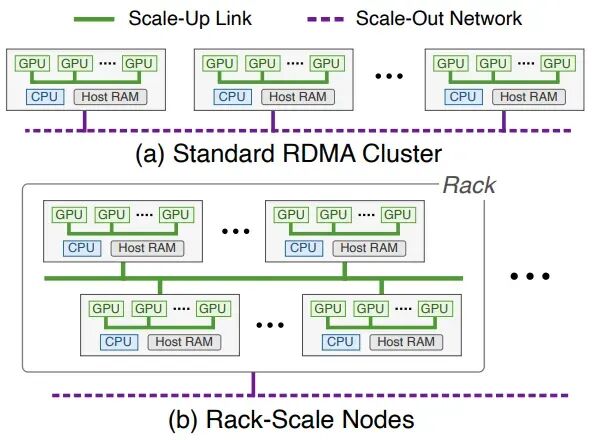 Scale-Up Link Scale-Out Network
GPU GPU .... GPU GPU GPU .... GPU GPU GPU .... GPU
CPU Host RAM CPU Host RAM ••• CPU Host RAM
(a) Standard RDMA Cluster
Rack
GPU GPU .... GPU GPU GPU .... GPU
CPU Host RAM ••• CPU Host RAM
•••
GPU GPU .... GPU GPU GPU .... GPU
CPU Host RAM ••• CPU Host RAM
(b) Rack-Scale Nodes